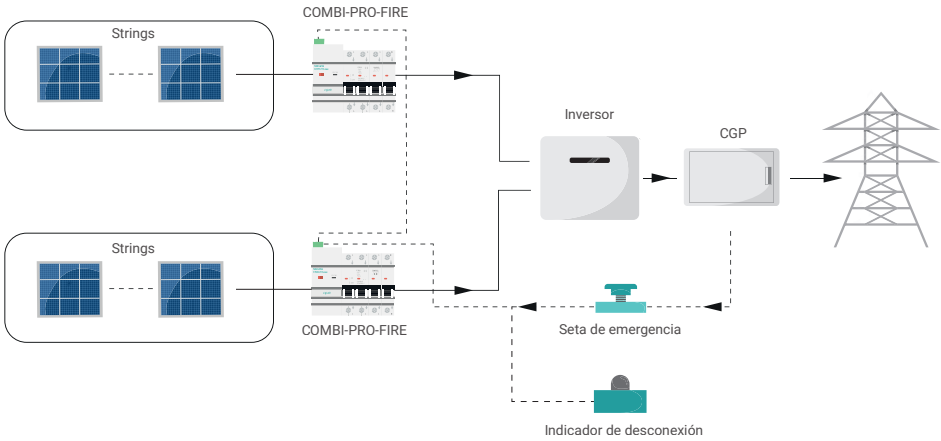 COMBI-PRO-FIRE
Strings
Inversor
CGP
Strings
COMBI-PRO-FIRE
Seta de emergencia
Indicador de desconexión